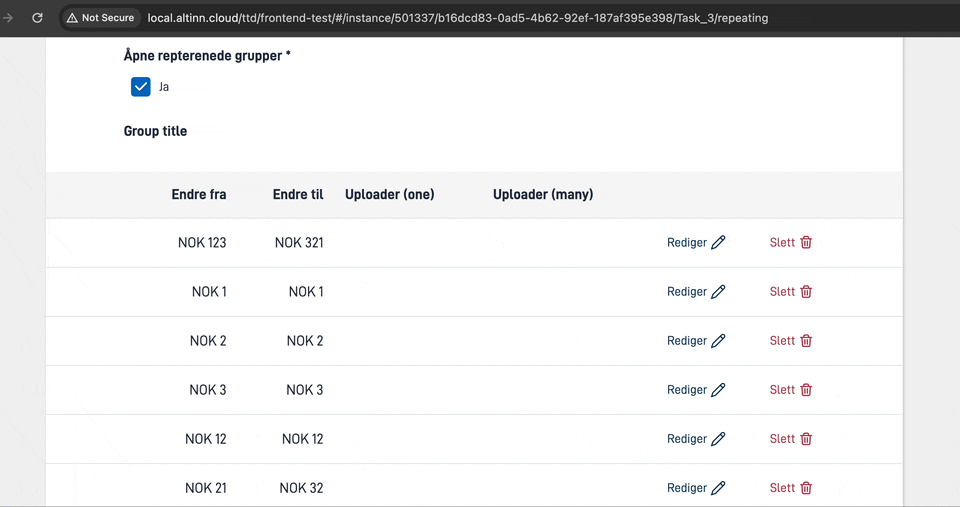 Not Secure local.altinn.cloud/ttd/frontend-test/#/instance/501337/b16dcd83-0ad5-4b62-92ef-187af395e398/Task_3/repeating
Åpne repterenede grupper *
Ja
Group title
Endre fra Endre til Uploader (one) Uploader (many)
NOK 123 NOK 321 Rediger Slett
NOK 1 NOK 1 Rediger Slett
NOK 2 NOK 2 Rediger Slett
NOK 3 NOK 3 Rediger Slett
NOK 12 NOK 12 Rediger Slett
NOK 21 NOK 32 Rediger Slett